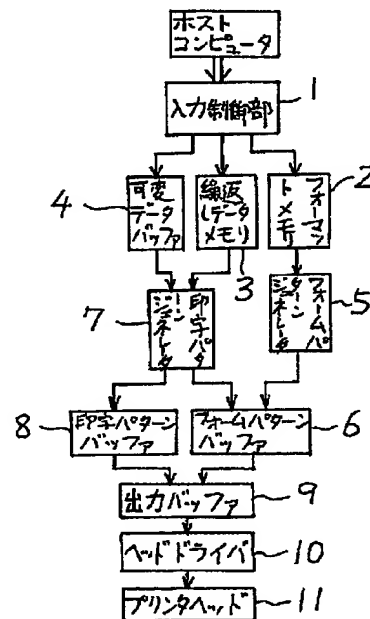 ホスト
コンピュータ
1
入力制御部
4
可変
データ
バッファ
繰返
しデータ
メモリ
3
フォーマッ
トメモリ
2
7
印字パタ
ーン
ジェネレータ
フォームパ
ターン
ジェネレータ
5
8
印字パターン
バッファ
フォームパターン
バッファ
6
出力バッファ
9
ヘッドドライバ
10
プリンタヘッド
11